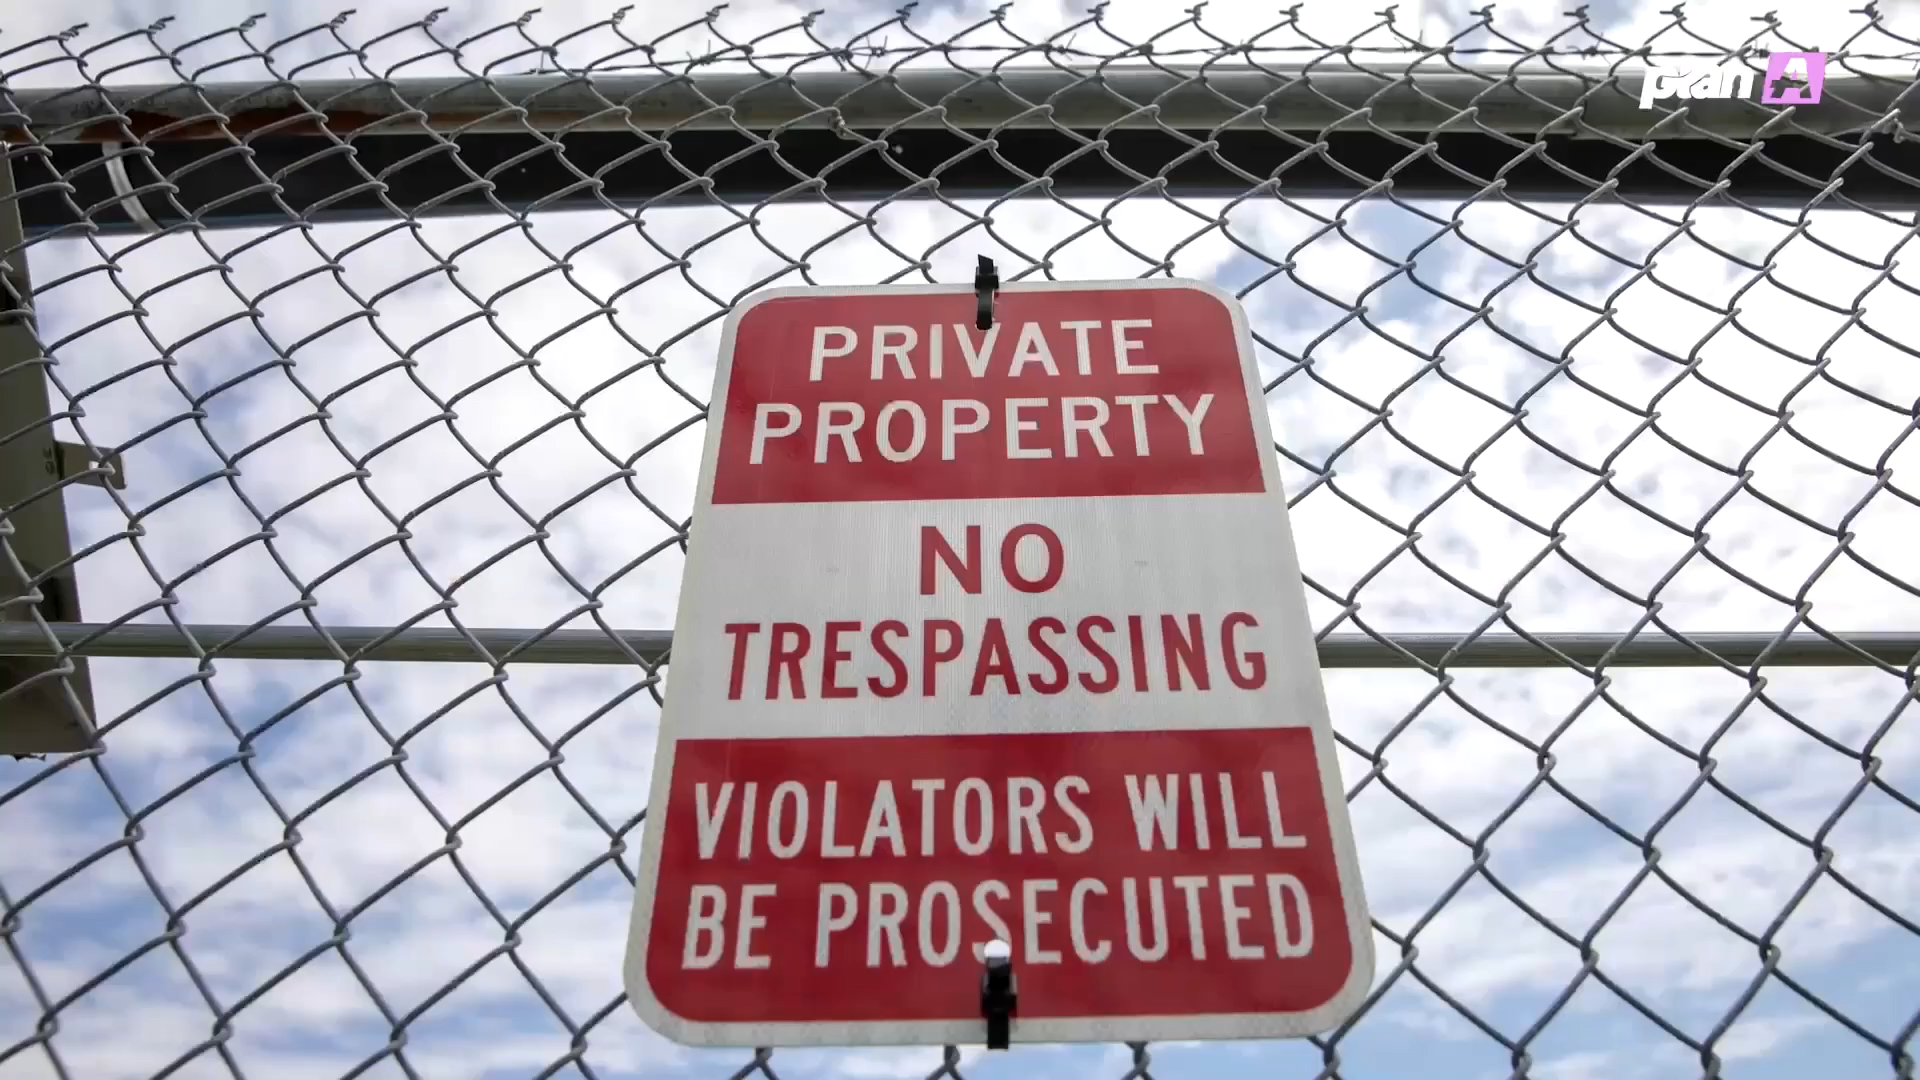 plan A
PRIVATE
PROPERTY
NO
TRESPASSING
VIOLATORS WILL
BE PROSECUTED